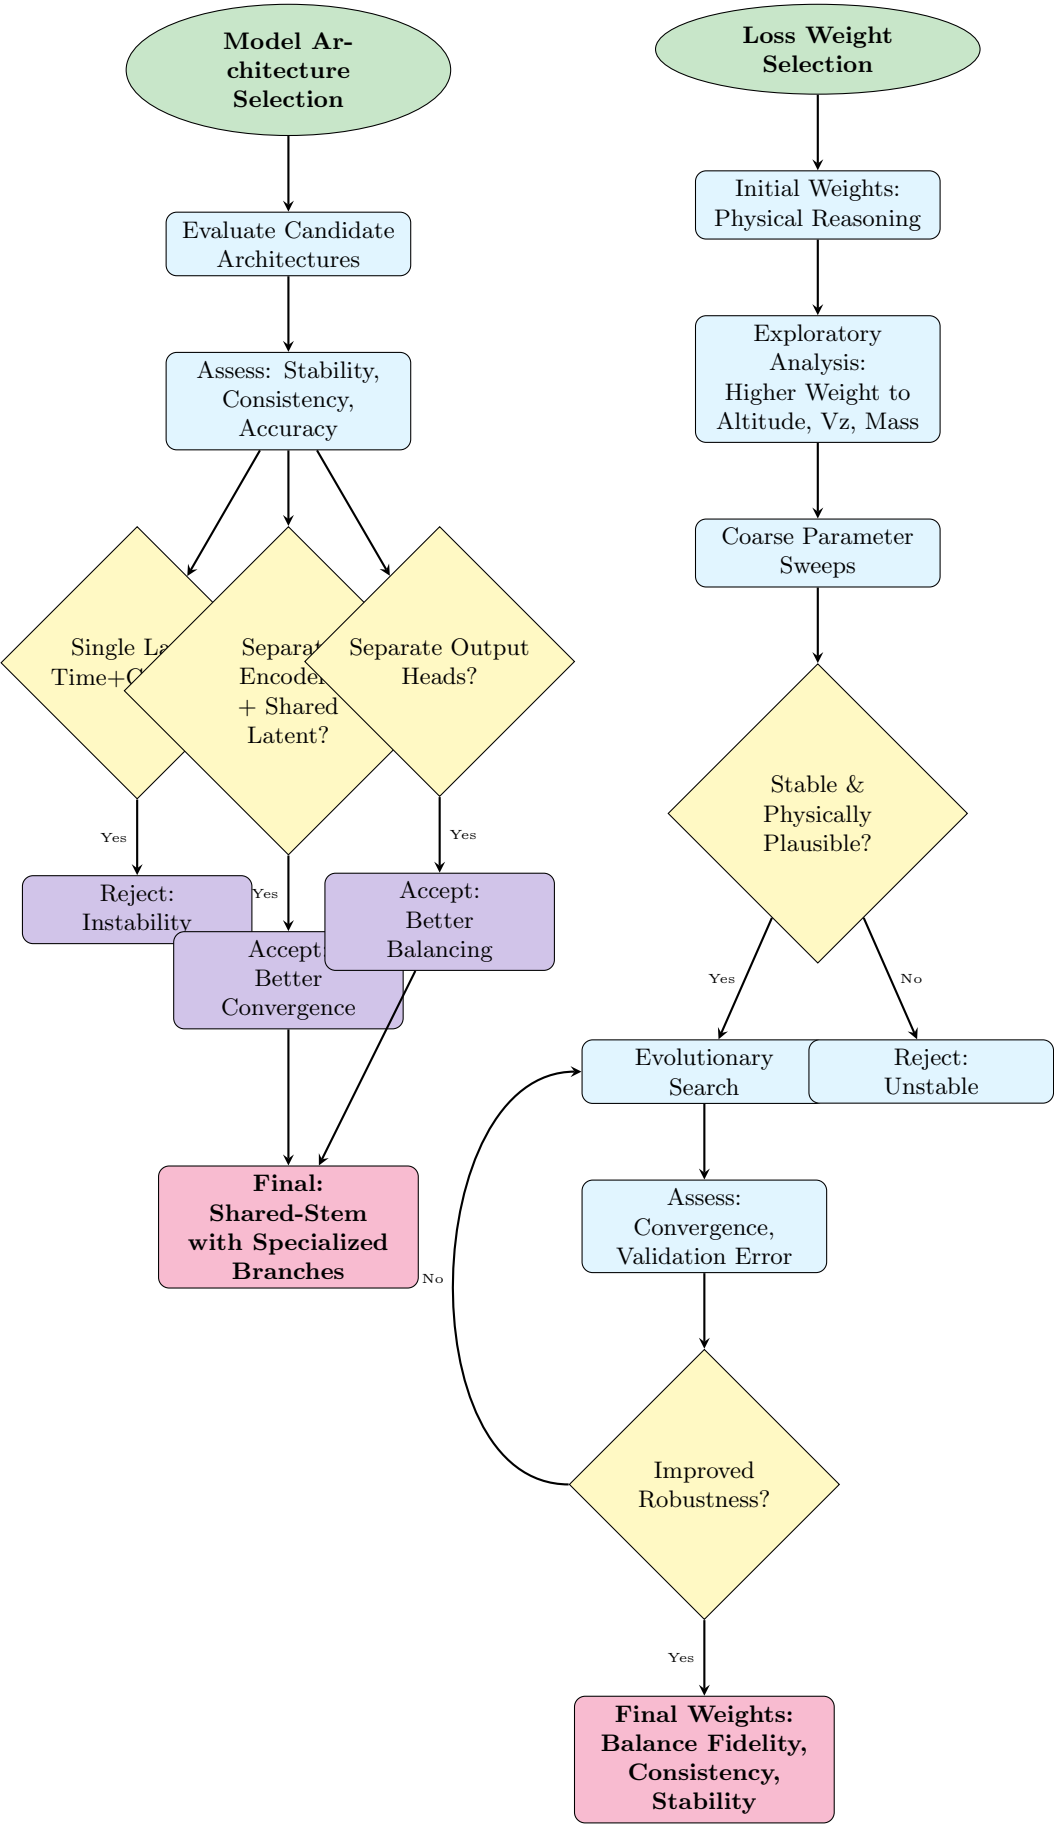 Model Ar-
chitecture
Selection
Evaluate Candidate
Architectures
Assess: Stability,
Consistency,
Accuracy
Single
Time+
Encoder
+ Shared
Latent?
Separate Output
Heads?
Yes
Yes
Yes
Reject:
Instability
Accept:
Better
Convergence
Accept:
Better
Balancing
Final:
Shared-Stem
with Specialized
Branches
Loss Weight
Selection
Initial Weights:
Physical Reasoning
Exploratory
Analysis:
Higher Weight to
Altitude, Vz, Mass
Coarse Parameter
Sweeps
Stable &
Physically
Plausible?
Yes
No
Evolutionary
Search
Reject:
Unstable
Assess:
Convergence,
Validation Error
No
Improved
Robustness?
Yes
Final Weights:
Balance Fidelity,
Consistency,
Stability